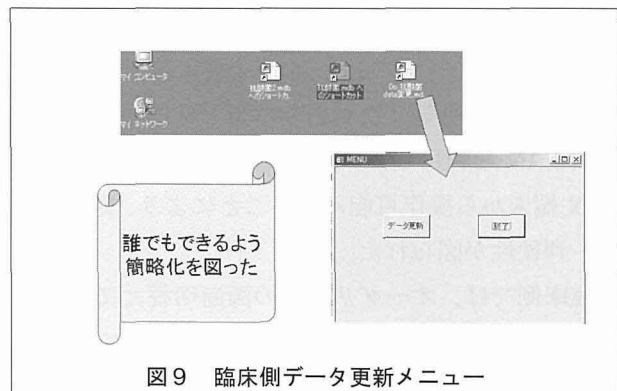 マイ コンピュータ
マイ ネットワーク
MENU
データ更新
終了
誰でもできるよう
簡略化を図った
図9 臨床側データ更新メニュー